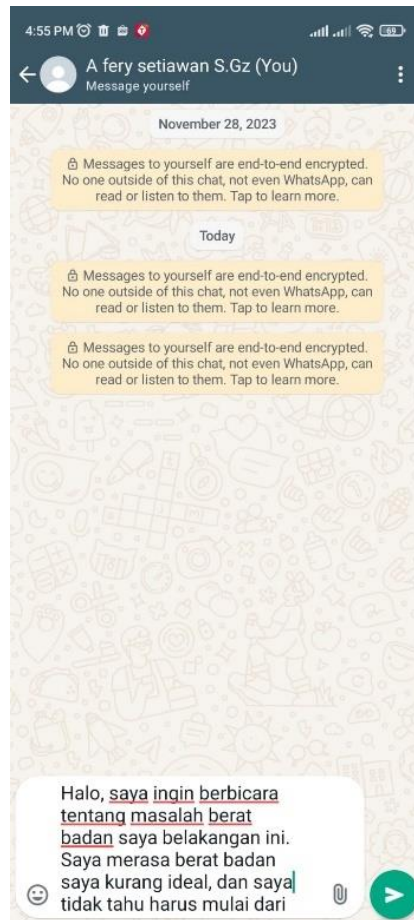 4:55 PM
69
A fery setiawan S.Gz (You)
Message yourself
November 28, 2023
Messages to yourself are end-to-end encrypted.
No one outside of this chat, not even WhatsApp, can
read or listen to them. Tap to learn more.
Today
Messages to yourself are end-to-end encrypted.
No one outside of this chat, not even WhatsApp, can
read or listen to them. Tap to learn more.
Messages to yourself are end-to-end encrypted.
No one outside of this chat, not even WhatsApp, can
read or listen to them. Tap to learn more.
Halo, saya ingin berbicara
tentang masalah berat
badan saya belakangan ini.
Saya merasa berat badan
saya kurang ideal, dan saya
tidak tahu harus mulai dari